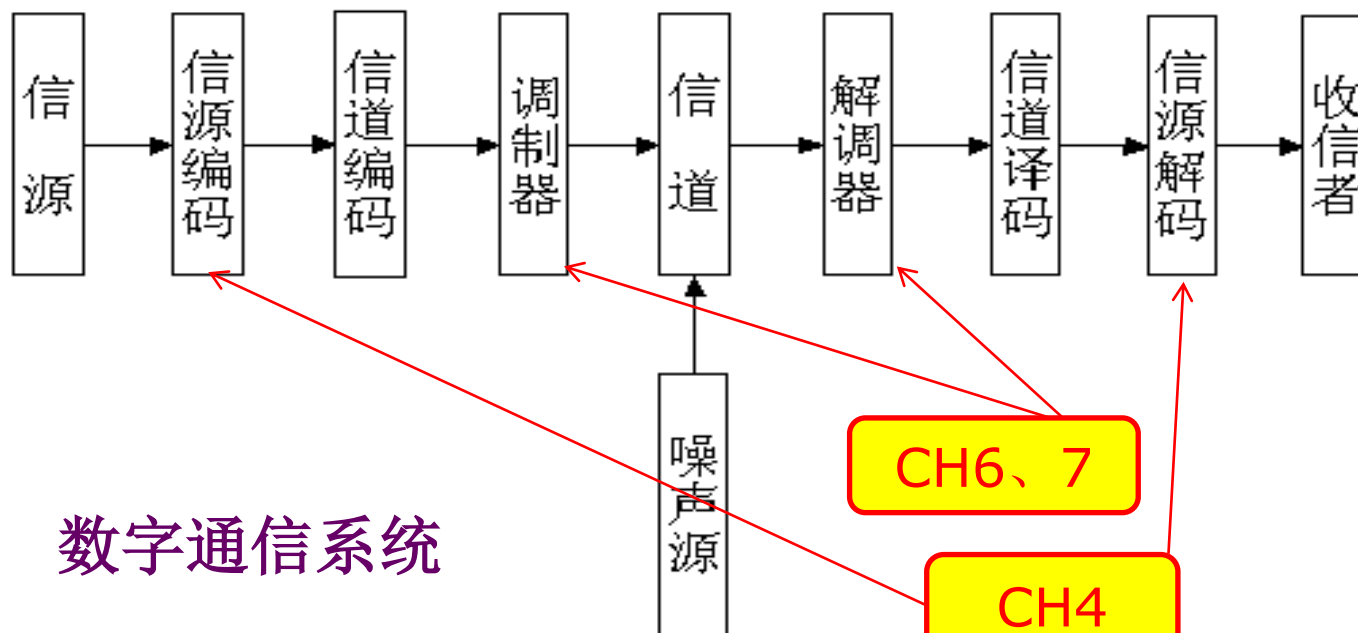 信源
信源编码
信道编码
调制器
信道
解调器
信道译码
信源解码
收信者
噪声源
CH6、7
数字通信系统
CH4